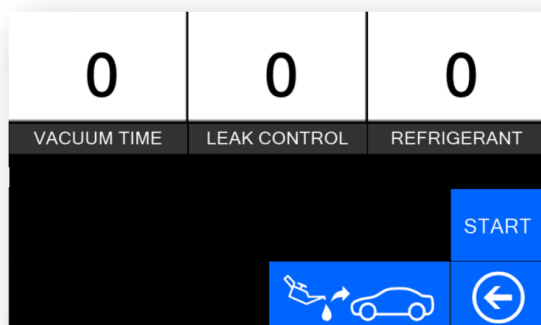 0 0 0
VACUUM TIME LEAK CONTROL REFRIGERANT
START